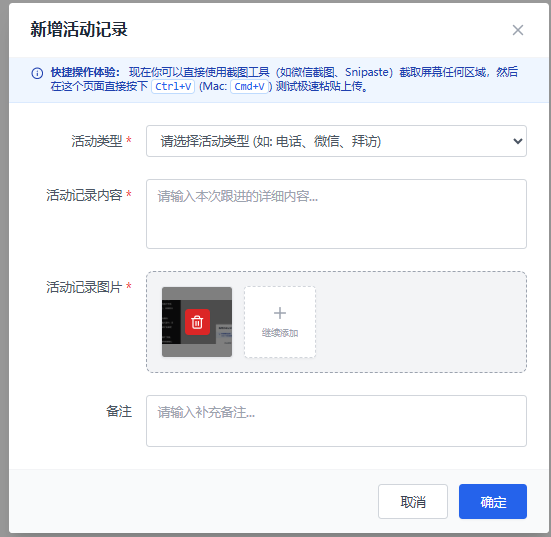 新增活动记录
快捷操作体验： 现在你可以直接使用截图工具（如微信截图、Snipaste）截取屏幕任何区域，然后
在这个页面直接按下 Ctrl+V (Mac: Cmd+V) 测试极速粘贴上传。
活动类型 *
请选择活动类型 (如: 电话、微信、拜访)
活动记录内容 *
请输入本次跟进的详细内容...
活动记录图片 *
继续添加
备注
请输入补充备注...
取消
确定